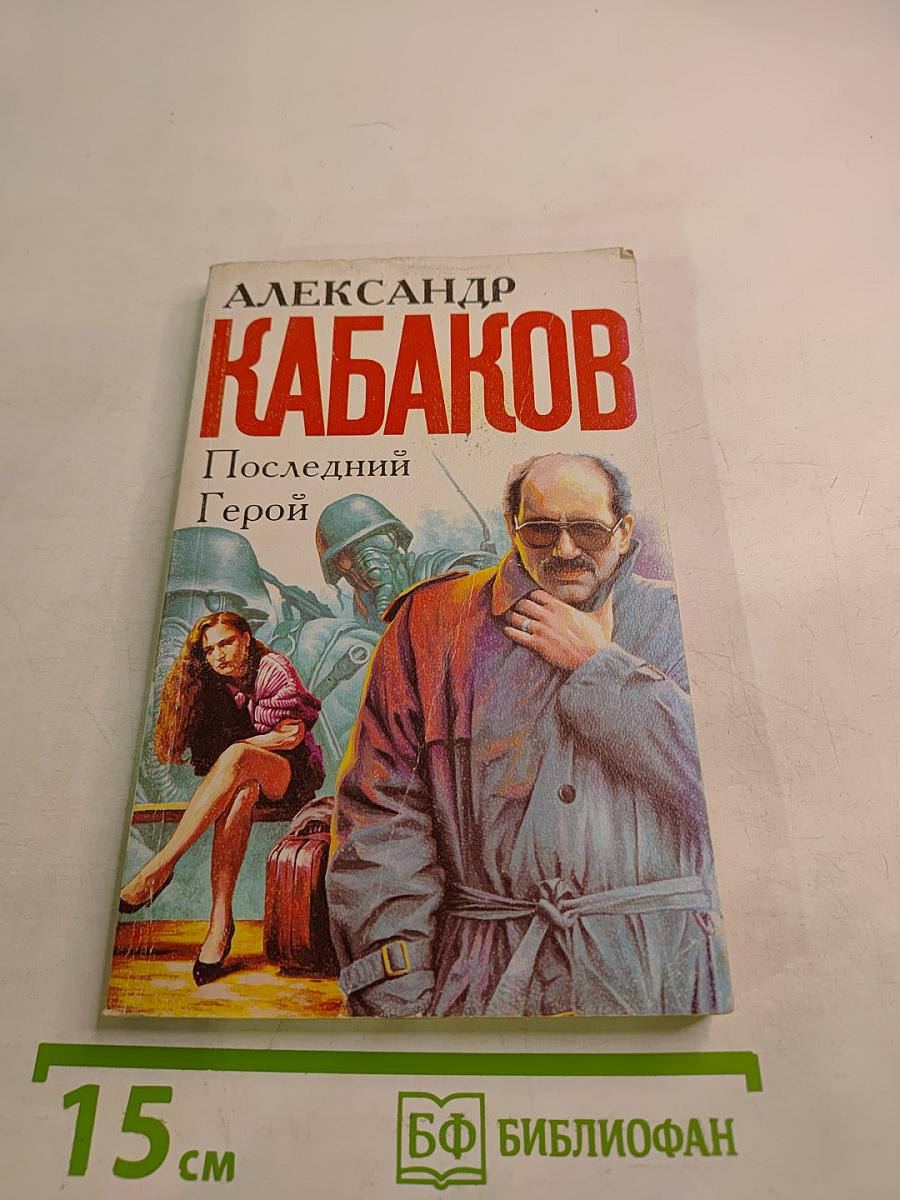 АЛЕКСАНДР
КАБАКОВ
Последний
Герой
15 см
БФ БИБЛИОФАН